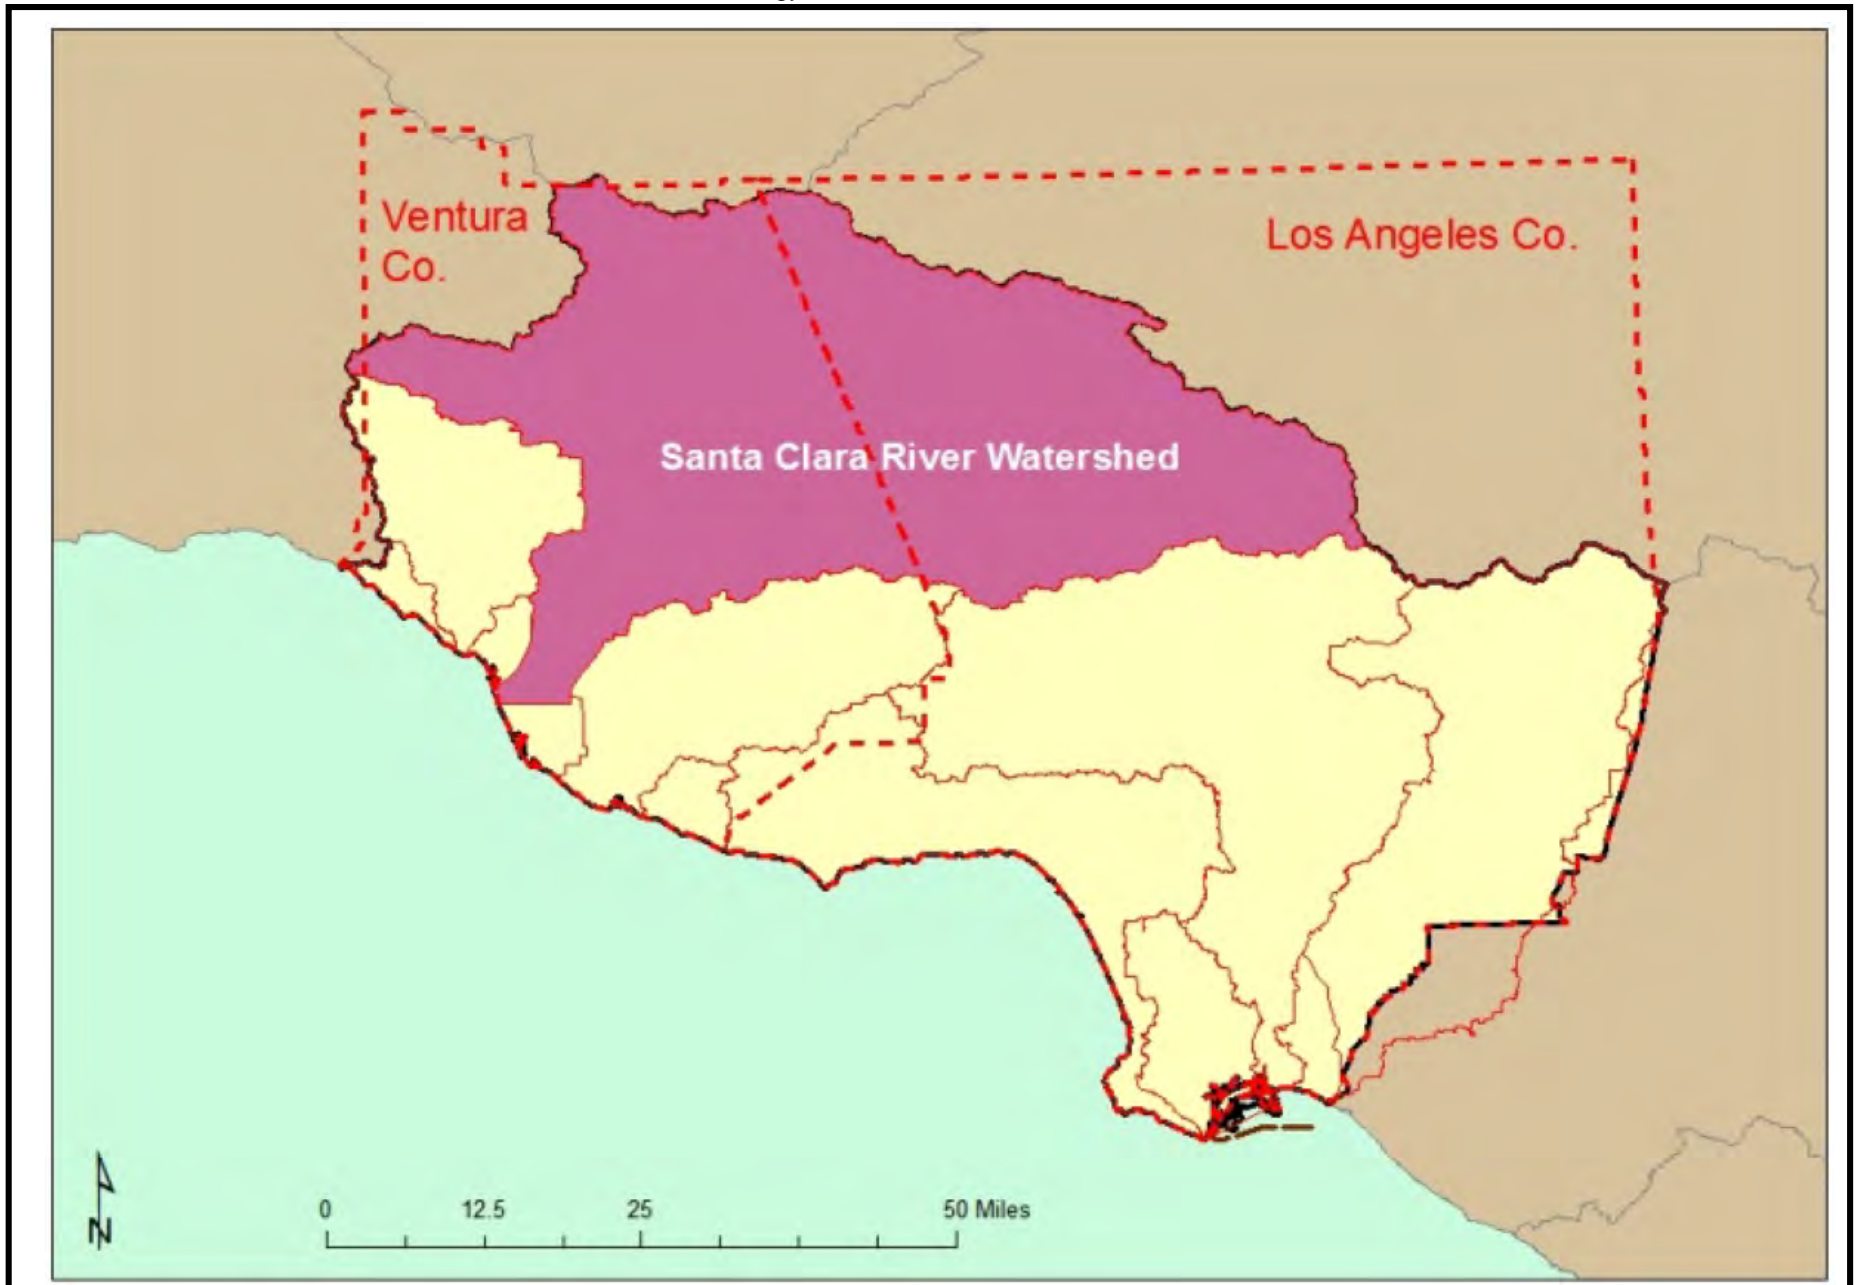 Ventura
Co.
Los Angeles Co.
Santa Clara River Watershed
0 12.5 25 50 Miles
N